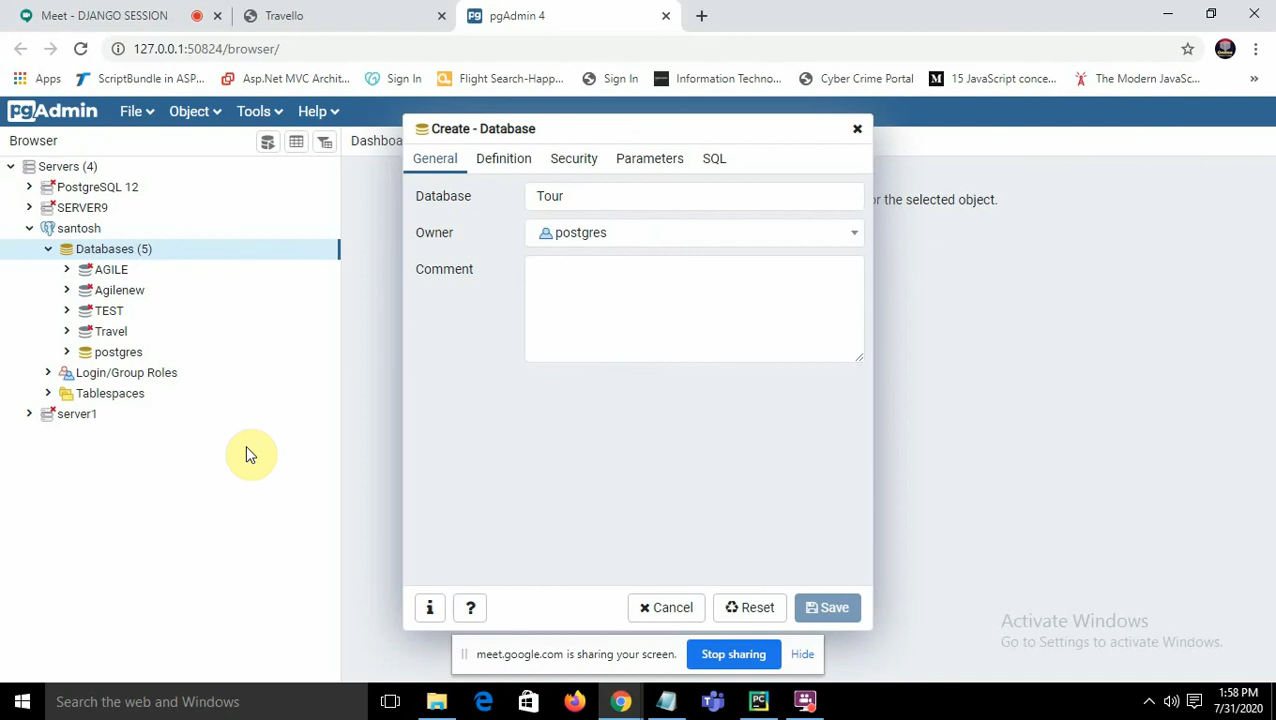 Meet - DJANGO SESSION
Travello
pgAdmin 4
127.0.0.1:50824/browser/
Apps
ScriptBundle in ASP...
Asp.Net MVC Archit...
Sign In
Flight Search-Happ...
Sign In
Information Techno...
Cyber Crime Portal
15 JavaScript conce...
The Modern JavaSc...
»
pgAdmin
File
Object
Tools
Help
Browser
Dashboa
Servers (4)
PostgreSQL 12
SERVER9
santosh
Databases (5)
AGILE
Agilenew
TEST
Travel
postgres
Login/Group Roles
Tablespaces
server1
or the selected object.
Create - Database
General
Definition
Security
Parameters
SQL
Database
Tour
Owner
postgres
Comment
i
?
Cancel
Reset
Save
meet.google.com is sharing your screen.
Stop sharing
Hide
Activate Windows
Go to Settings to activate Windows.
Search the web and Windows
1:58 PM
7/31/2020